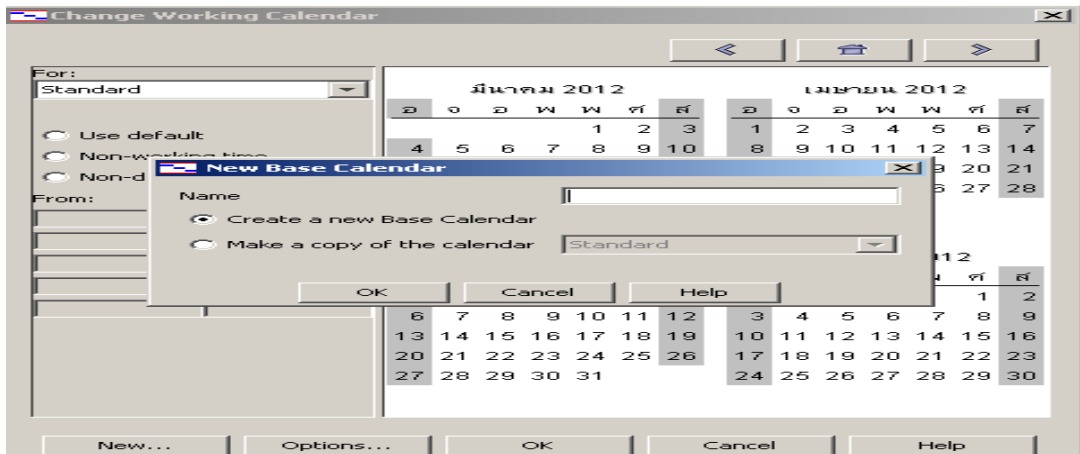 Change Working Calendar
For:
Standard
Use default
Non-working time
Non-d
From:
มีนาคม 2012
อ จ อ พ พ ศ ส
1 2 3
4 5 6 7 8 9 10
เมษายน 2012
อ จ อ พ พ ศ ส
1 2 3 4 5 6 7
8 9 10 11 12 13 14
9 20 21
6 27 28
New Base Calendar
Name
Create a new Base Calendar
Make a copy of the calendar Standard
OK Cancel Help
6 7 8 9 10 11 12
13 14 15 16 17 18 19
20 21 22 23 24 25 26
27 28 29 30 31
12
ศ ส
1 2
3 4 5 6 7 8 9
10 11 12 13 14 15 16
17 18 19 20 21 22 23
24 25 26 27 28 29 30
New... Options... OK Cancel Help